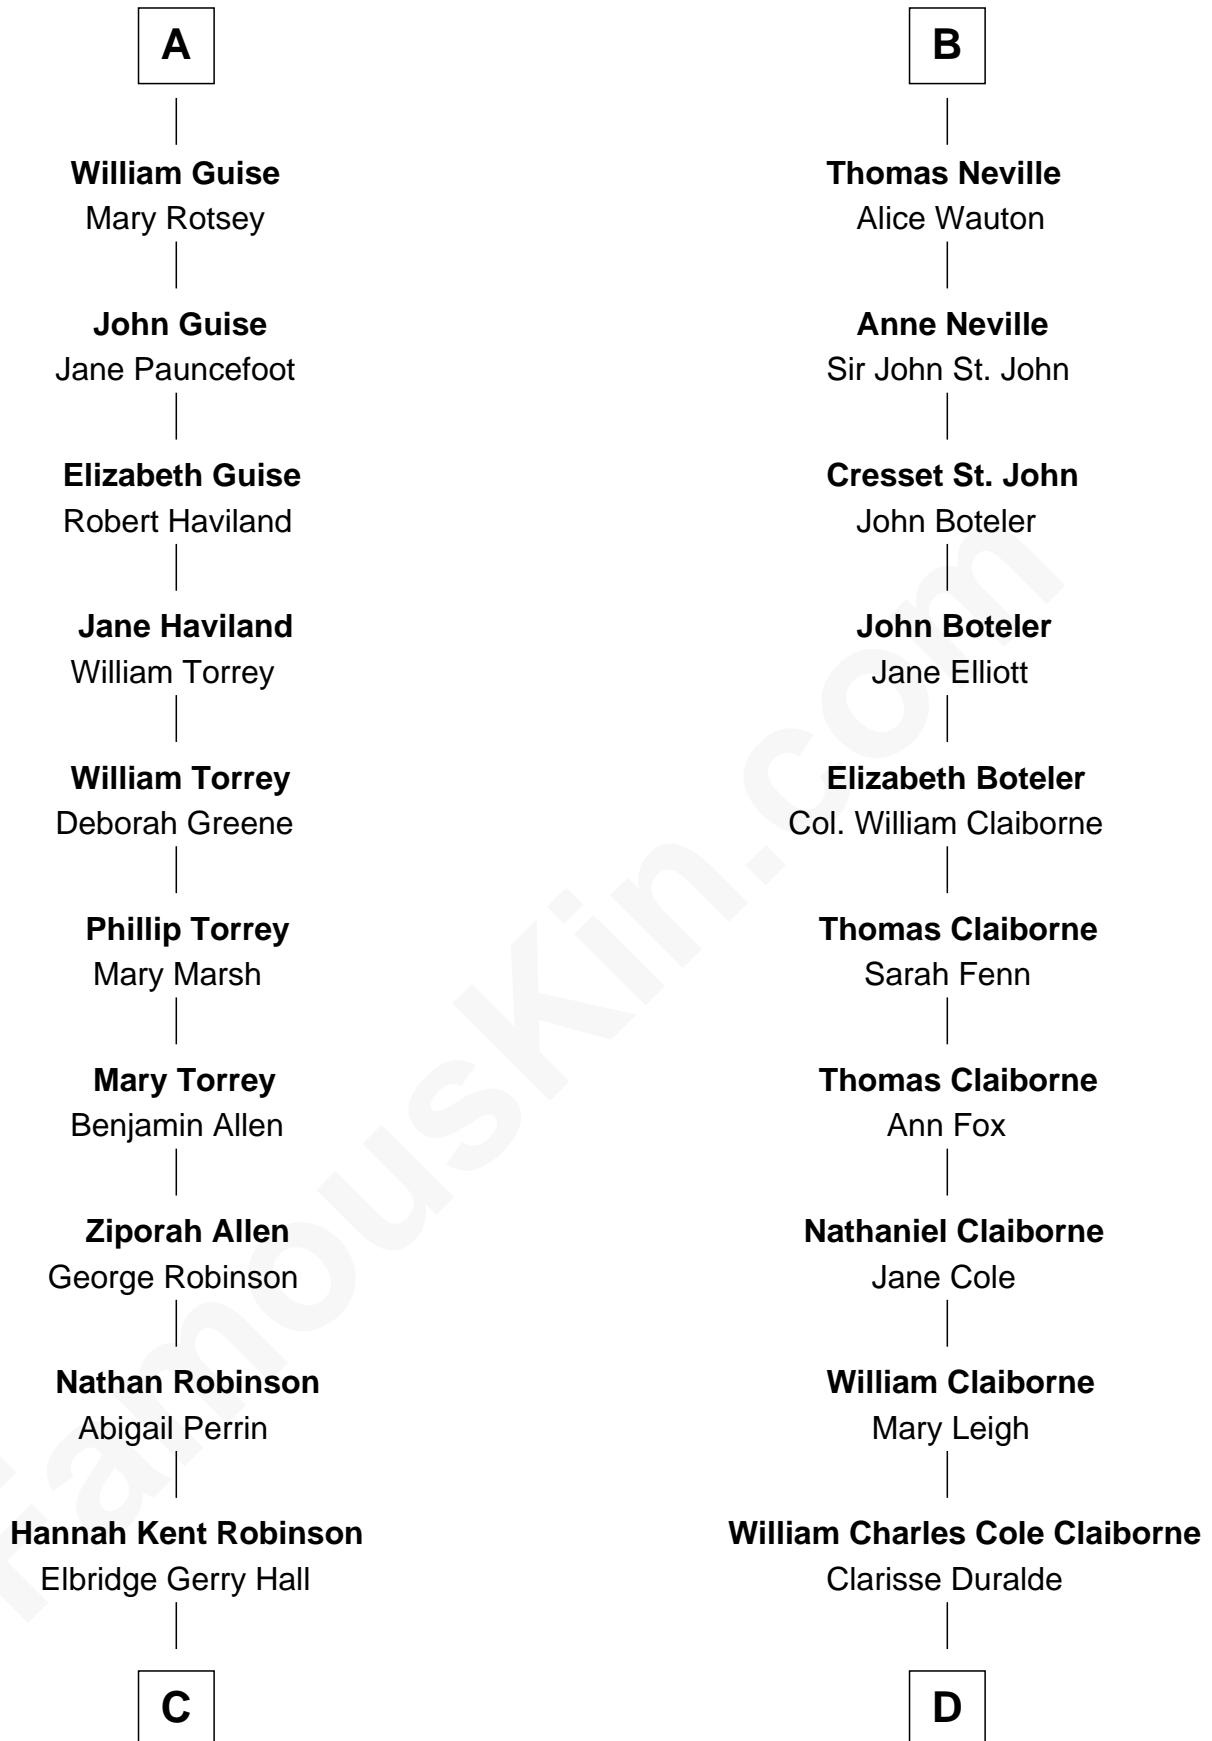 A
William Guise
Mary Rotsey
John Guise
Jane Pauncefoot
Elizabeth Guise
Robert Haviland
Jane Haviland
William Torrey
William Torrey
Deborah Greene
Phillip Torrey
Mary Marsh
Mary Torrey
Benjamin Allen
Ziporah Allen
George Robinson
Nathan Robinson
Abigail Perrin
Hannah Kent Robinson
Elbridge Gerry Hall
C
B
Thomas Neville
Alice Wauton
Anne Neville
Sir John St. John
Cresset St. John
John Boteler
John Boteler
Jane Elliott
Elizabeth Boteler
Col. William Claiborne
Thomas Claiborne
Sarah Fenn
Thomas Claiborne
Ann Fox
Nathaniel Claiborne
Jane Cole
William Claiborne
Mary Leigh
William Charles Cole Claiborne
Clarisse Duralde
D
FamousKin.com